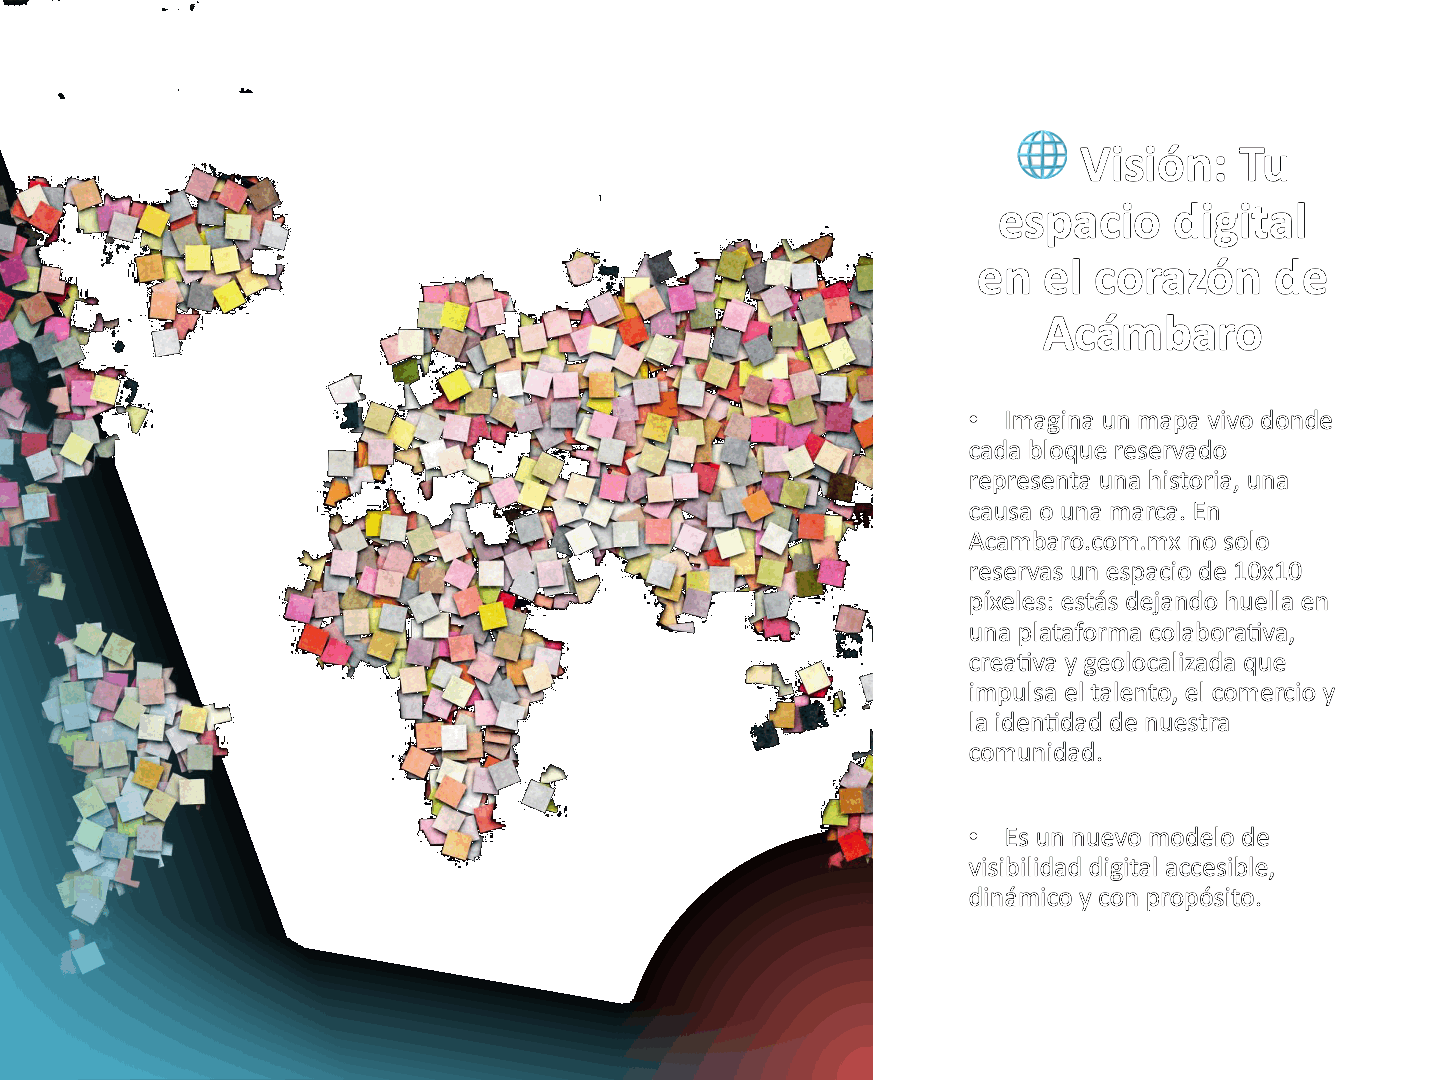 🌐 Visión: Tu
espacio digital
en el corazón de
Acámbaro
• Imagina un mapa vivo donde
cada bloque reservado
representa una historia, una
causa o una marca. En
Acambaro.com.mx no solo
reservas un espacio de 10x10
píxeles: estás dejando huella en
una plataforma colaborativa,
creativa y geolocalizada que
impulsa el talento, el comercio y
la identidad de nuestra
comunidad.
• Es un nuevo modelo de
visibilidad digital accesible,
dinámico y con propósito.